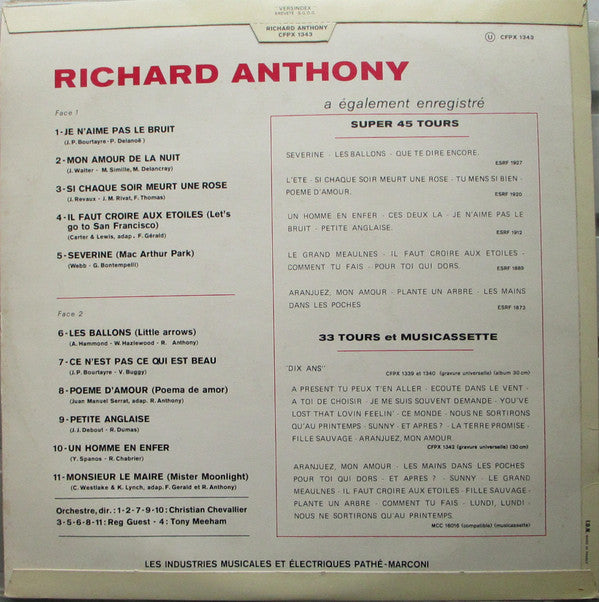 "VERSINDEX"
BREVETÉ S.G.D.G.
RICHARD ANTHONY
CFPX 1343
U CFPX 1343
RICHARD ANTHONY
a également enregistré
Face 1
1-JE N'AIME PAS LE BRUIT
(J.P. Bourtayre-P. Delanoë)
2-MON AMOUR DE LA NUIT
(J. Walter - M. Simille, M. Delancray)
3-SI CHAQUE SOIR MEURT UNE ROSE
(J. Revaux - J.M. Rivat, F. Thomas)
4-IL FAUT CROIRE AUX ETOILES (Let's
go to San Francisco)
(Carter & Lewis, adap. F. Gérald)
5-SEVERINE (Mac Arthur Park)
(Webb - G. Bontempelli)
Face 2
6-LES BALLONS (Little arrows)
(A. Hammond - W. Hazlewood - R. Anthony)
7-CE N'EST PAS CE QUI EST BEAU
(J.P. Bourtayre - V. Buggy)
8-POEME D'AMOUR (Poema de amor)
(Juan Manuel Serrat, adap. R. Anthony)
9-PETITE ANGLAISE
(J.J. Debout - R. Dumas)
10-UN HOMME EN ENFER
(Y. Spanos - R. Chabrier)
11-MONSIEUR LE MAIRE (Mister Moonlight)
(C. Westlake & K. Lynch, adap. F. Gerald et R. Anthony)
Orchestre, dir. : 1-2-7-9-10 : Christian Chevallier
3-5-6-8-11 : Reg Guest - 4 : Tony Meeham
SUPER 45 TOURS
SEVERINE - LES BALLONS - QUE TE DIRE ENCORE.
ESRF 1927
L'ETE - SI CHAQUE SOIR MEURT UNE ROSE - TU MENS SI BIEN -
POEME D'AMOUR.
ESRF 1920
UN HOMME EN ENFER - CES DEUX LA - JE N'AIME PAS LE
BRUIT - PETITE ANGLAISE.
ESRF 1912
LE GRAND MEAULNES - IL FAUT CROIRE AUX ETOILES -
COMMENT TU FAIS - POUR TOI QUI DORS.
ESRF 1889
ARANJUEZ, MON AMOUR - PLANTE UN ARBRE - LES MAINS
DANS LES POCHES
ESRF 1873
33 TOURS et MUSICASSETTE
"DIX ANS"
CFPX 1339 et 1340 (gravure universelle) (album 30 cm)
A PRESENT TU PEUX T'EN ALLER - ECOUTE DANS LE VENT -
A TOI DE CHOISIR - JE ME SUIS SOUVENT DEMANDE - YOU'VE
LOST THAT LOVIN FEELIN' - CE MONDE - NOUS NE SORTIRONS
QU'AU PRINTEMPS - SUNNY - ET APRES ? - LA TERRE PROMISE -
FILLE SAUVAGE - ARANJUEZ, MON AMOUR
CFPX 1342 (gravure universelle) (30 cm)
ARANJUEZ, MON AMOUR - LES MAINS DANS LES POCHES
POUR TOI QUI DORS - ET APRÈS ? - SUNNY - LE GRAND
MEAULNES - IL FAUT CROIRE AUX ETOILES - FILLE SAUVAGE -
PLANTE UN ARBRE - COMMENT TU FAIS - LUNDI, LUNDI -
NOUS NE SORTIRONS QU'AU PRINTEMPS.
MCC 16016 (compatible) (musicassette)
LES INDUSTRIES MUSICALES ET ÉLECTRIQUES PATHÉ-MARCONI